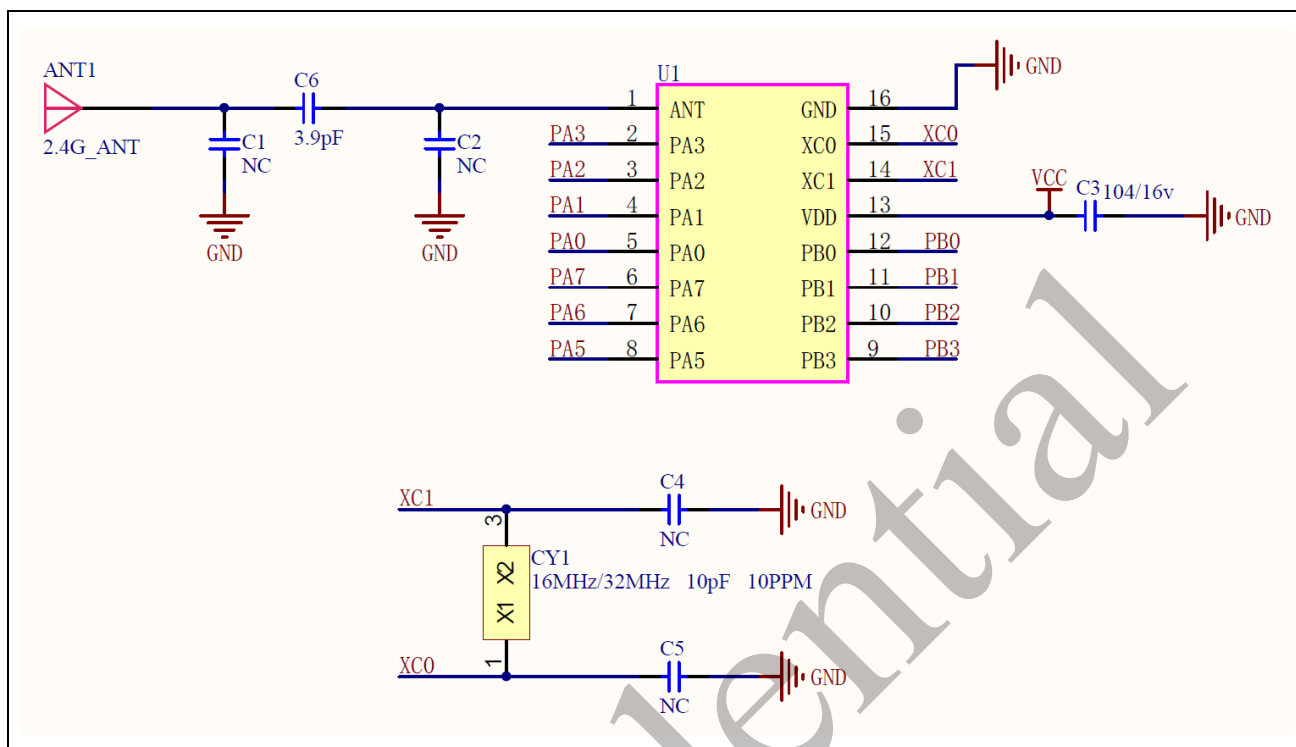 ANT1
2.4G_ANT
C6
3.9pF
C1
NC
GND
C2
NC
GND
U1
1 ANT
PA3 2 PA3
PA2 3 PA2
PA1 4 PA1
PA0 5 PA0
PA7 6 PA7
PA6 7 PA6
PA5 8 PA5
GND 16 GND
XC0 15 XC0
XC1 14 XC1
VDD 13
PB0 12 PB0
PB1 11 PB1
PB2 10 PB2
PB3 9 PB3
VCC
C3 104/16v
GND
XC1
C4
NC
GND
3
X1 X2
1
CY1
16MHz/32MHz 10pF 10PPM
XC0
C5
NC
GND
dential